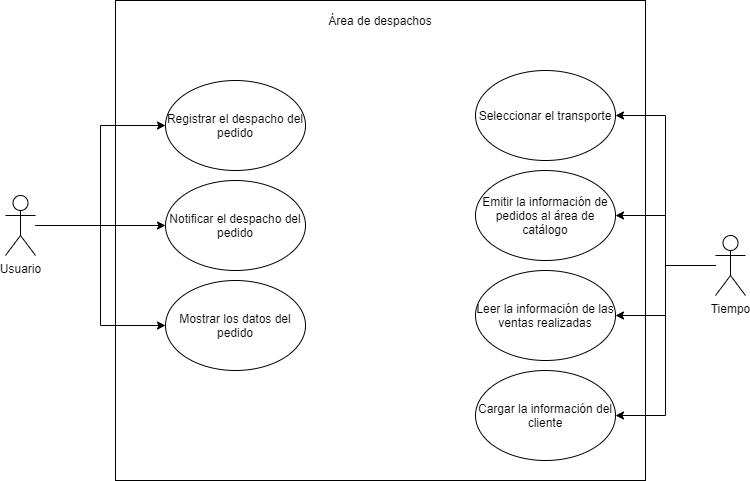 Área de despachos
Registrar el despacho del
pedido
Notificar el despacho del
pedido
Mostrar los datos del
pedido
Usuario
Seleccionar el transporte
Emitir la información de
pedidos al área de
catálogo
Leer la información de las
ventas realizadas
Cargar la información del
cliente
Tiempo